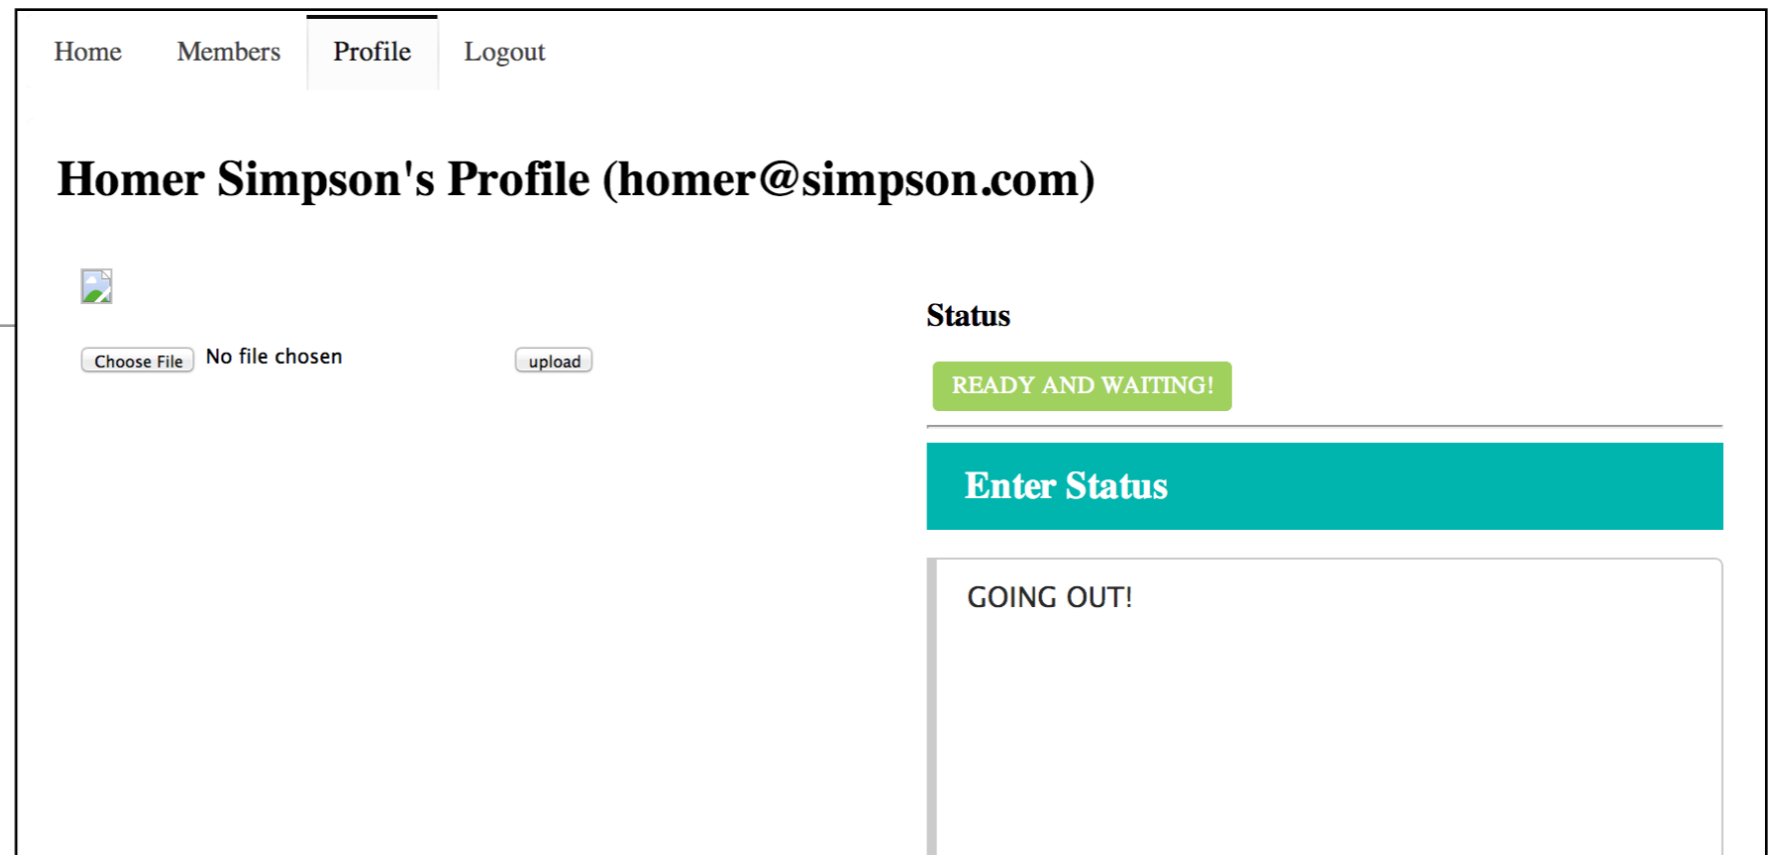 Home Members Profile Logout
Homer Simpson's Profile (homer@simpson.com)
Choose File No file chosen upload
Status
READY AND WAITING!
Enter Status
GOING OUT!